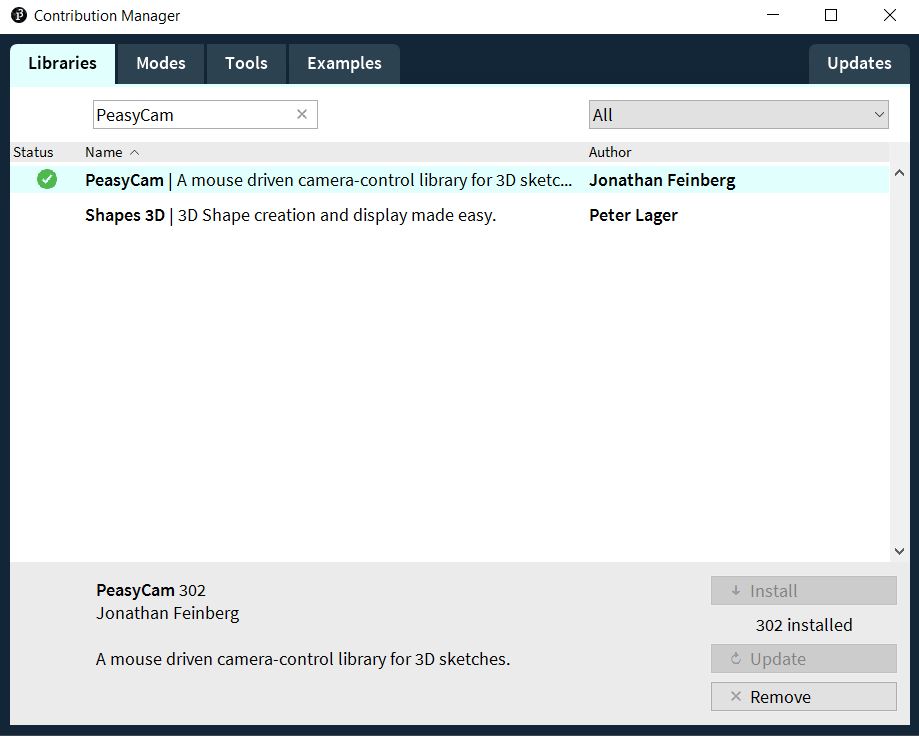 Contribution Manager
Libraries Modes Tools Examples Updates
PeasyCam All
Status Name Author
PeasyCam | A mouse driven camera-control library for 3D sketc... Jonathan Feinberg
Shapes 3D | 3D Shape creation and display made easy. Peter Lager
PeasyCam 302
Jonathan Feinberg
A mouse driven camera-control library for 3D sketches.
Install
302 installed
Update
Remove